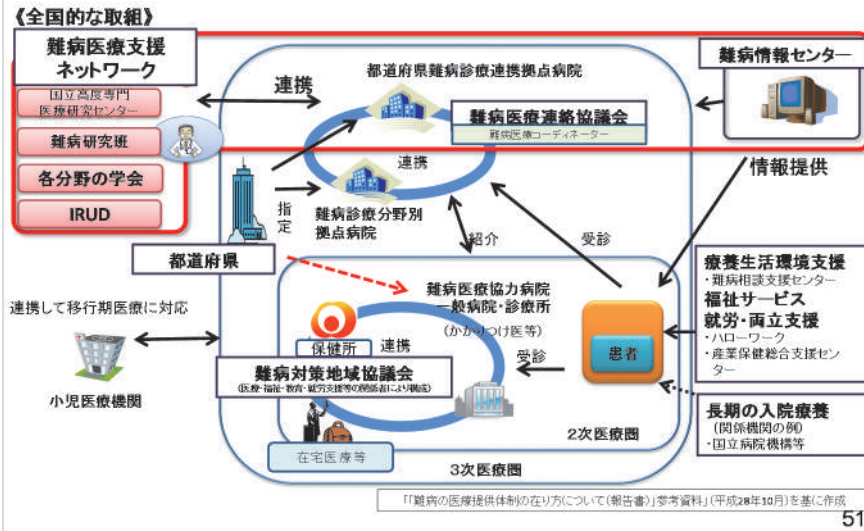 《全国的な取組》
難病医療支援
ネットワーク
国立高度専門
医療研究センター
難病研究班
各分野の学会
IRUD
連携
都道府県難病診療連携拠点病院
難病医療連絡協議会
難病医療コーディネーター
連携
難病情報センター
情報提供
指定
難病診療分野別
拠点病院
都道府県
紹介
受診
連携して移行期医療に対応
小児医療機関
難病医療協力病院
一般病院・診療所
(かかりつけ医等)
保健所
連携
受診
患者
難病対策地域協議会
(医療・福祉・教育・就労支援等の関係者により構成)
在宅医療等
2次医療圏
3次医療圏
療養生活環境支援
・難病相談支援センター
福祉サービス
就労・両立支援
・ハローワーク
・産業保健総合支援セン
ター
長期の入院療養
(関係機関の例)
・国立病院機構等
「「難病の医療提供体制の在り方について(報告書)」参考資料」(平成28年10月)を基に作成
51